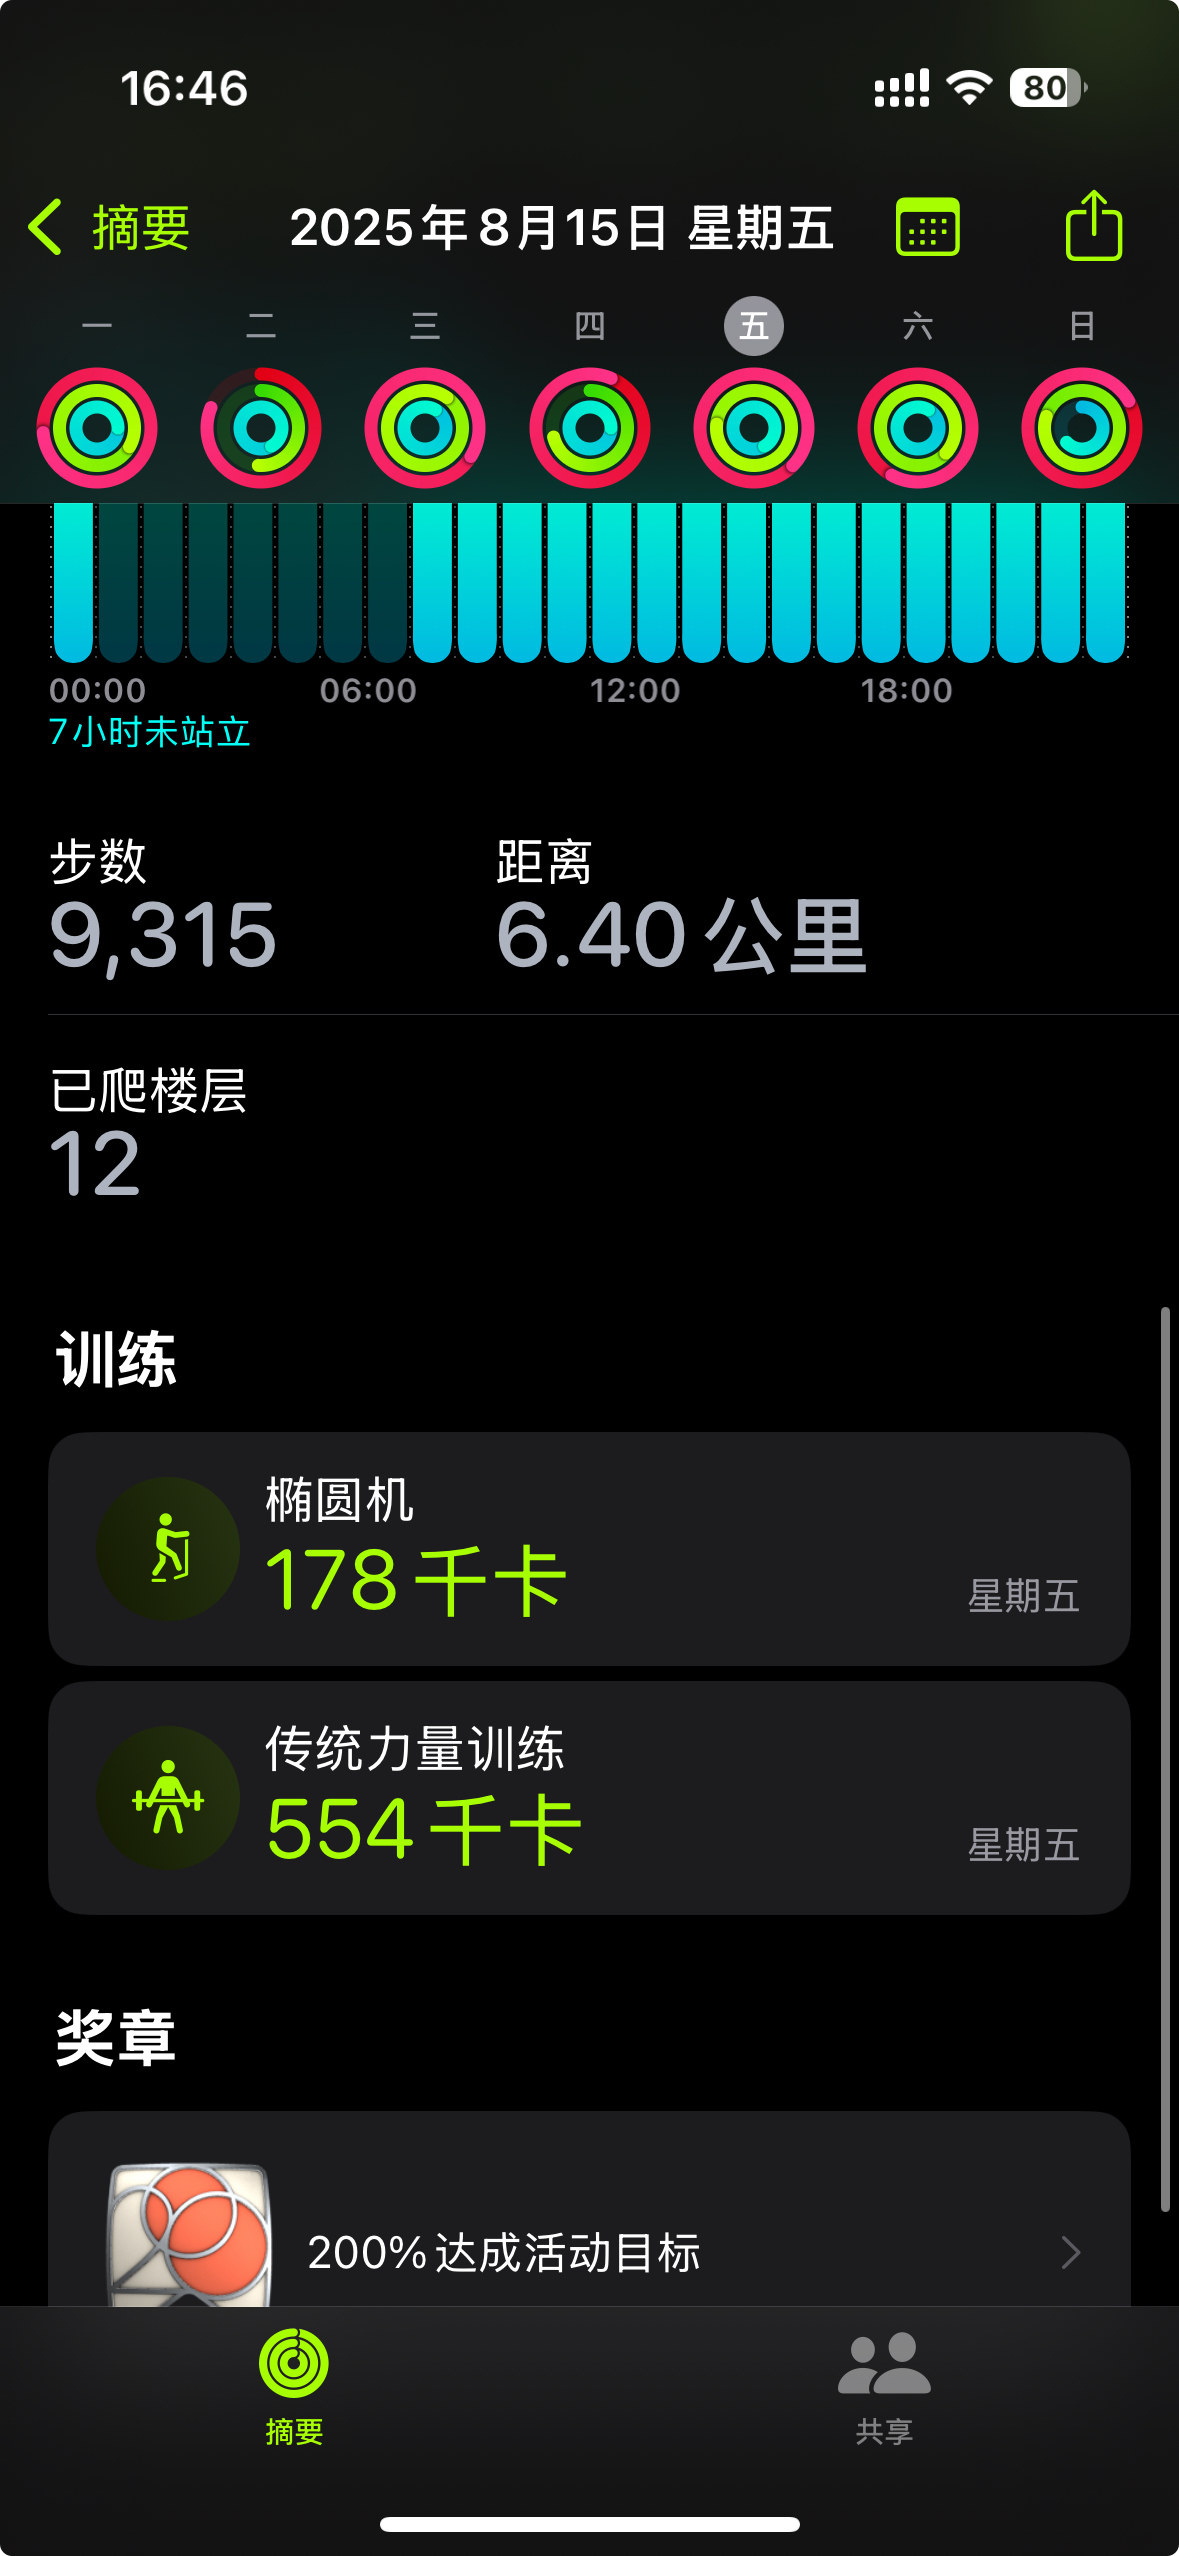 16:46
80
摘要
2025年8月15日 星期五
一 二 三 四 五 六 日
00:00 06:00 12:00 18:00
7小时未站立
步数 距离
9,315 6.40公里
已爬楼层
12
训练
椭圆机
178千卡
星期五
传统力量训练
554千卡
星期五
奖章
200%达成活动目标
摘要 共享